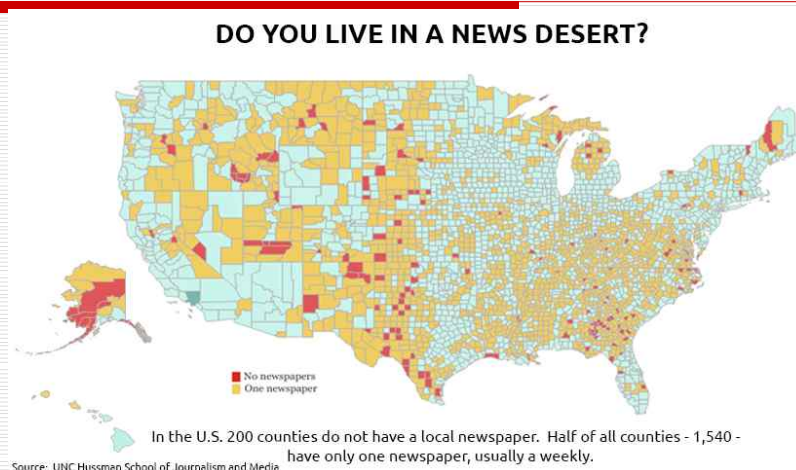 DO YOU LIVE IN A NEWS DESERT?
No newspapers
One newspaper
In the U.S. 200 counties do not have a local newspaper. Half of all counties - 1,540 -
have only one newspaper, usually a weekly.
Source: UNC Hussman School of Journalism and Media